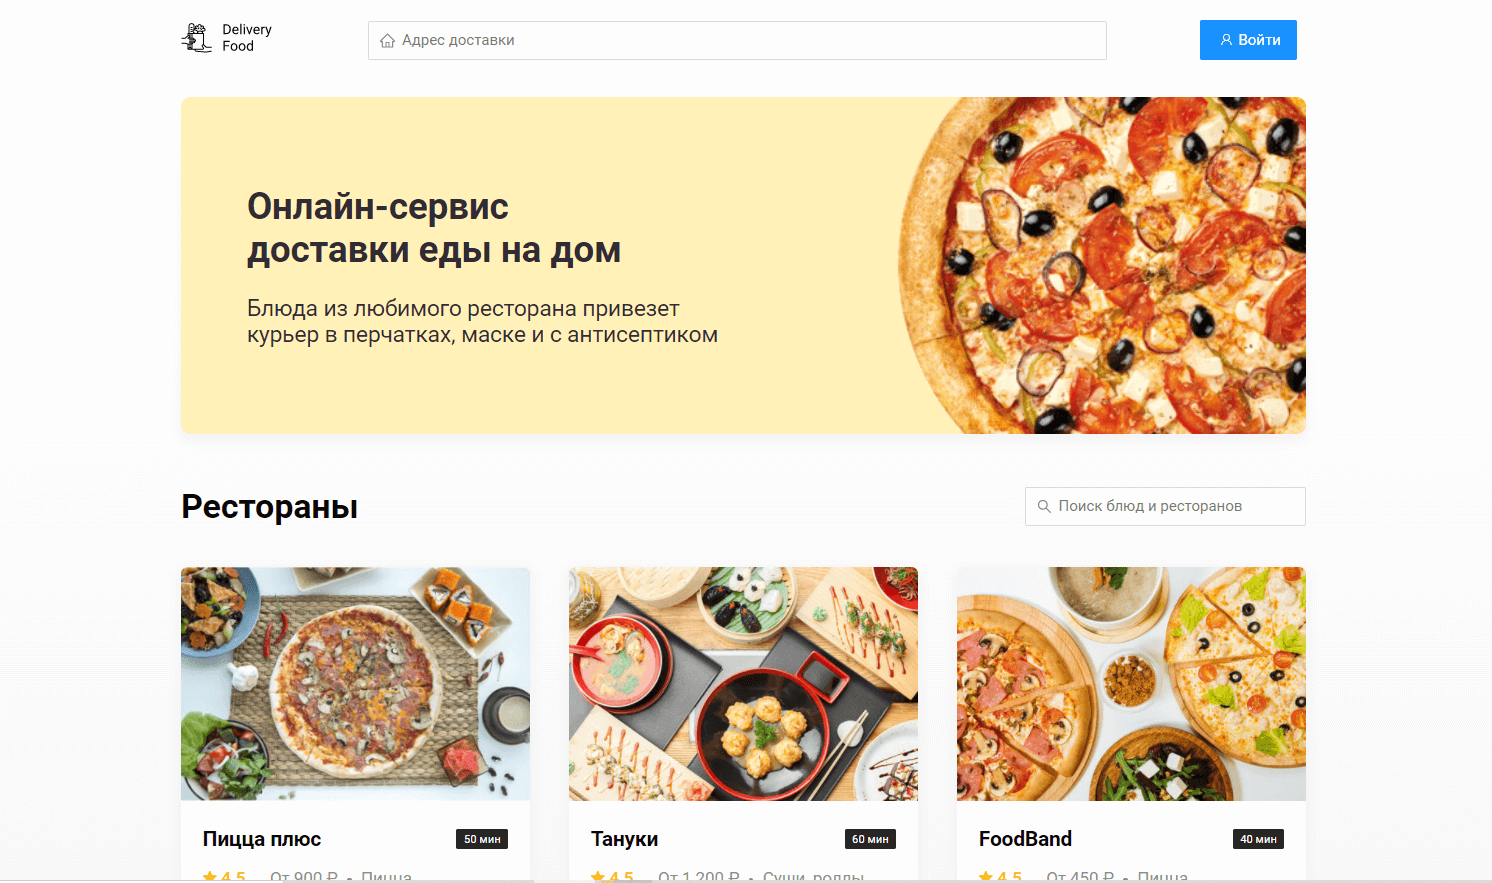 Delivery
Food
Адрес доставки
Войти
Онлайн-сервис
доставки еды на дом
Блюда из любимого ресторана привезет
курьер в перчатках, маске и с антисептиком
Рестораны
Поиск блюд и ресторанов
Пицца плюс 50 мин
Тануки 60 мин
FoodBand 40 мин
4.5 От 900 ₽ • Пицца
4.5 От 1 200 ₽ • Суши, роллы
4.5 От 450 ₽ • Пицца